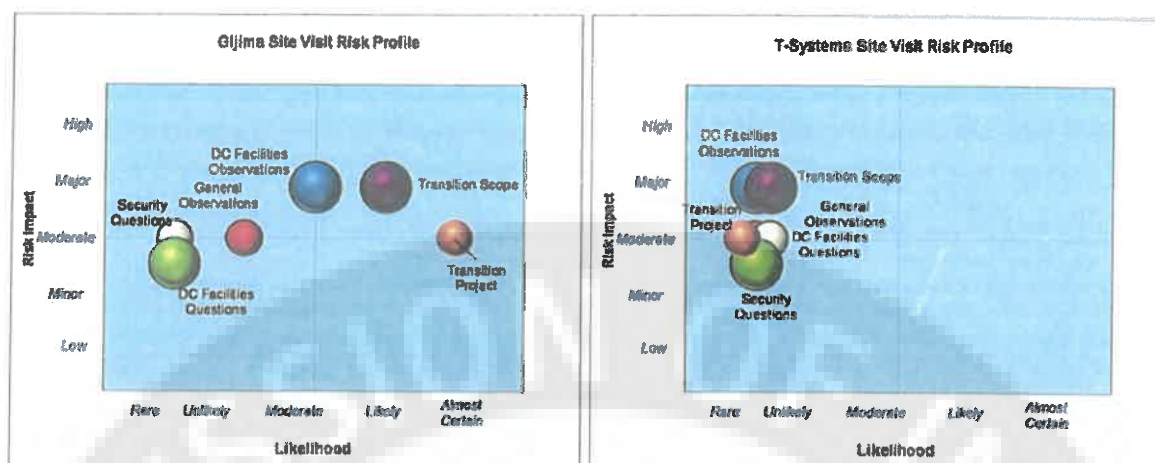 Gijima Site Visit Risk Profile
Risk Impact
High
Major
Moderate
Minor
Low
DC Facilities
Observations
General
Observations
Transition Scope
Security
Questions
Transition
Project
DC Facilities
Questions
Rare
Unlikely
Moderate
Likely
Almost
Certain
Likelihood
T-Systems Site Visit Risk Profile
Risk Impact
High
Major
Moderate
Minor
Low
DC Facilities
Observations
Transition Scope
Transition
Project
General
Observations
DC Facilities
Questions
Security
Questions
Rare
Unlikely
Moderate
Likely
Almost
Certain
Likelihood